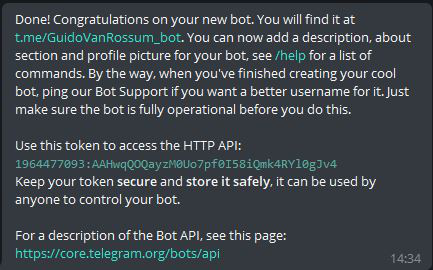 Done! Congratulations on your new bot. You will find it at
t.me/GuidoVanRossum_bot. You can now add a description, about
section and profile picture for your bot, see /help for a list of
commands. By the way, when you've finished creating your cool
bot, ping our Bot Support if you want a better username for it. Just
make sure the bot is fully operational before you do this.

Use this token to access the HTTP API:
1964477093:AAHwqQOQayzM0Uo7pf0I58iQmk4RYl0gJv4
Keep your token secure and store it safely, it can be used by
anyone to control your bot.

For a description of the Bot API, see this page:
https://core.telegram.org/bots/api
14:34